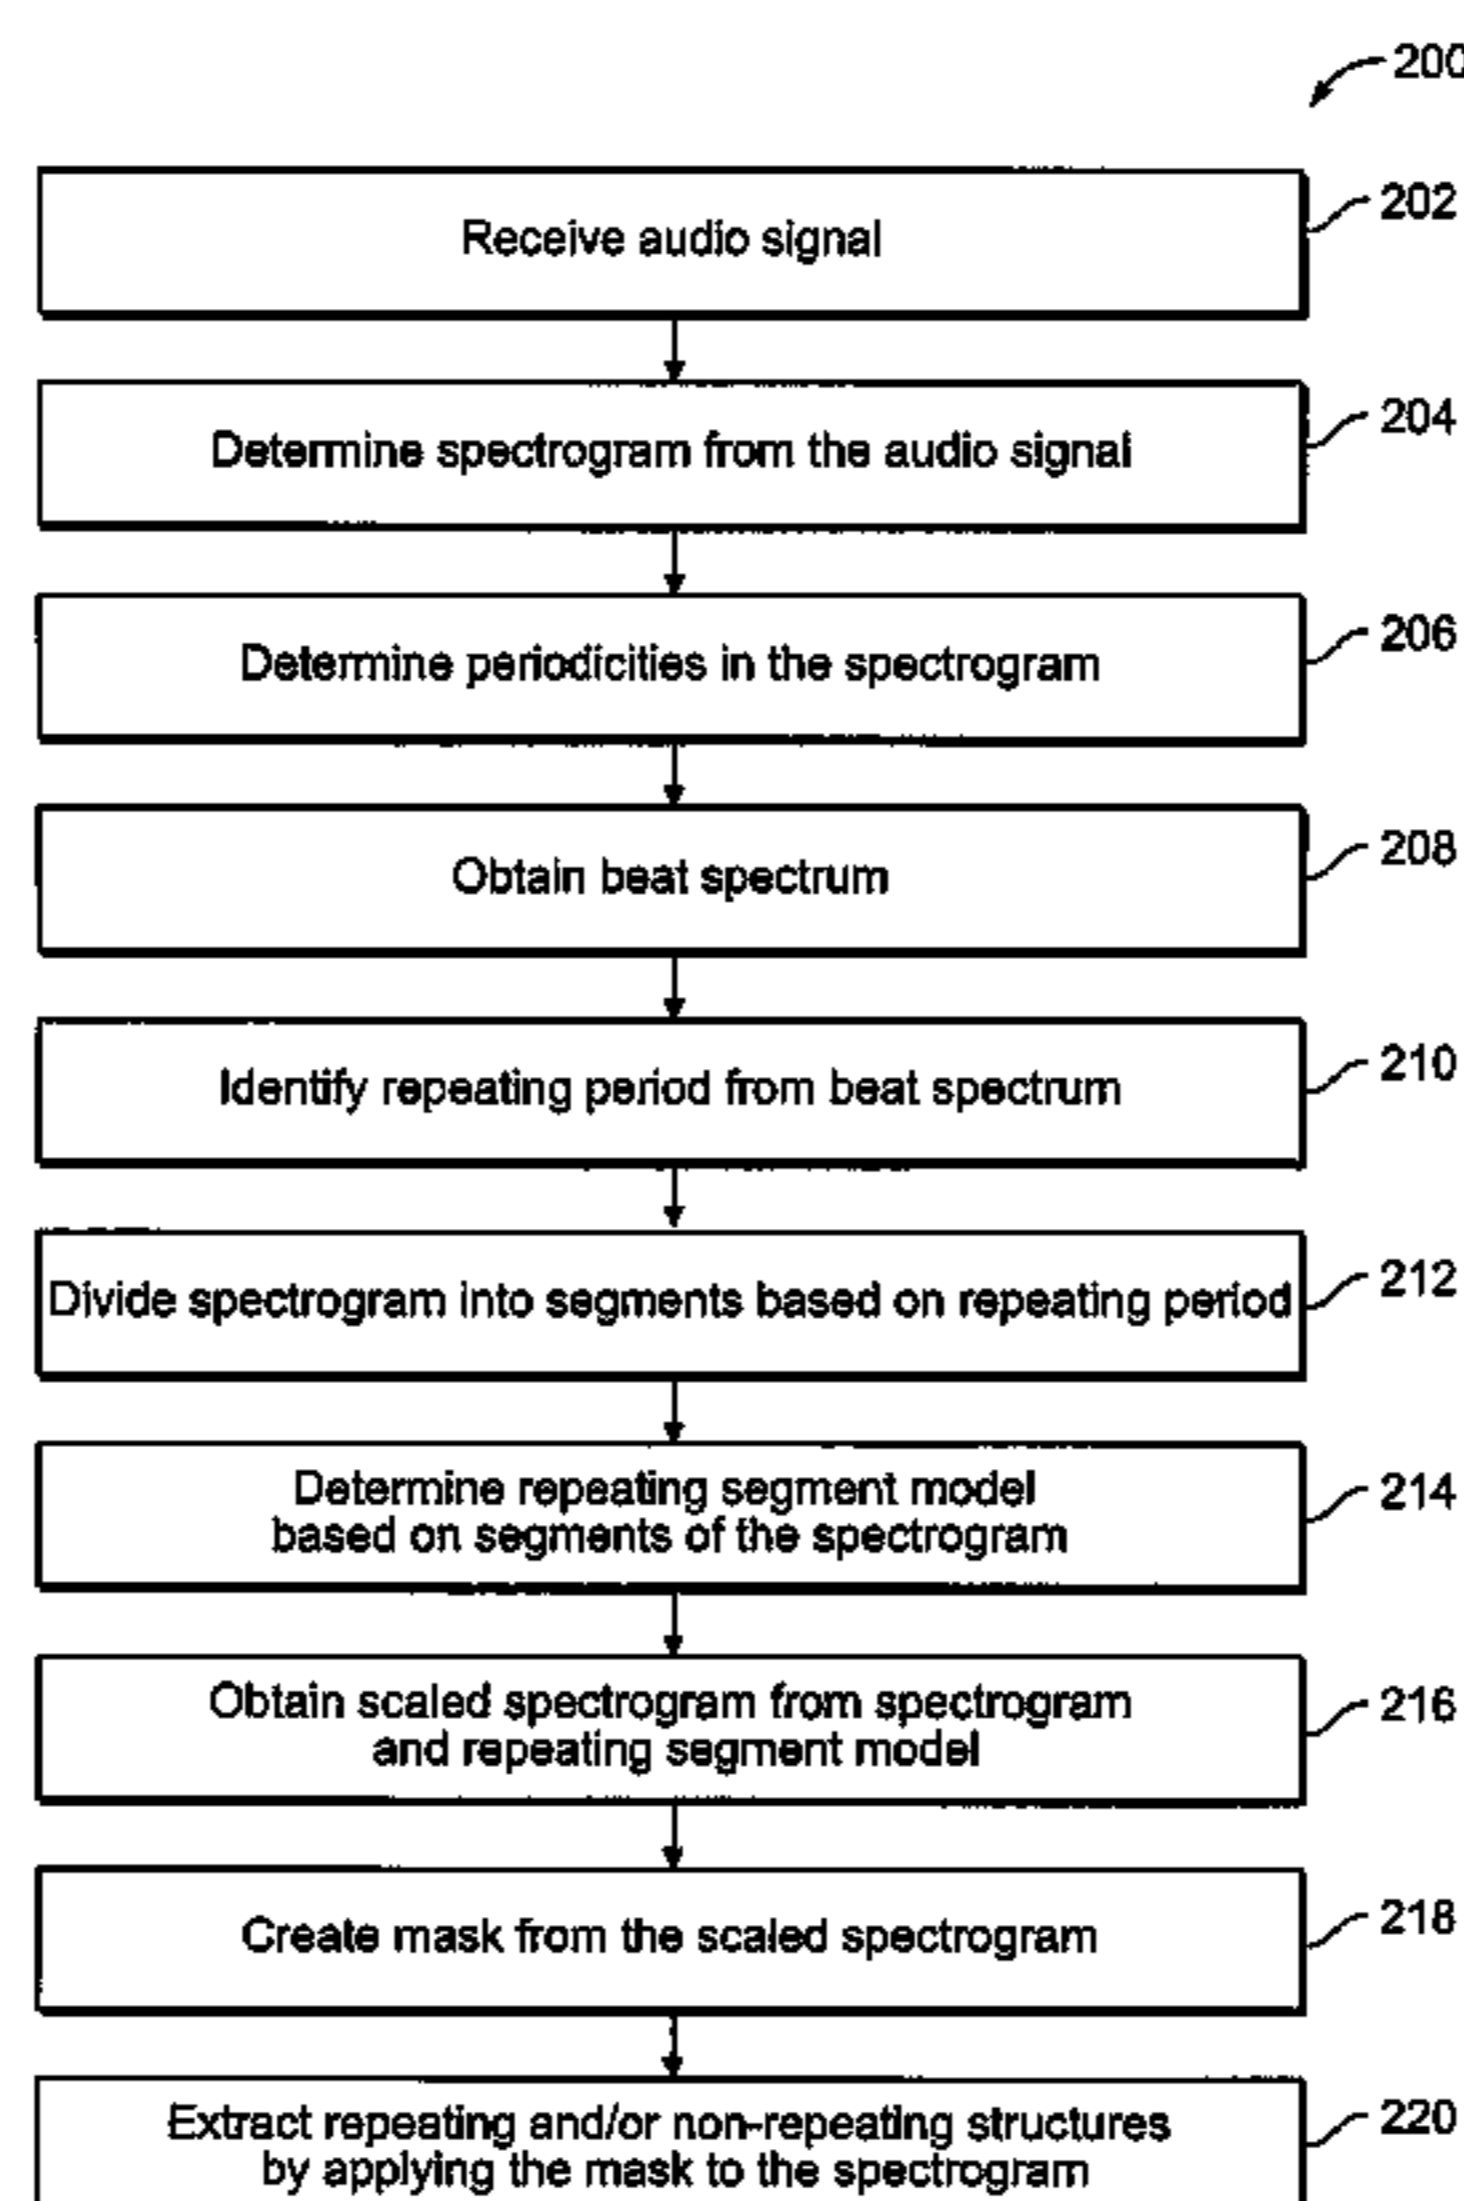 200
Receive audio signal
202
Determine spectrogram from the audio signal
204
Determine periodicities in the spectrogram
206
Obtain beat spectrum
208
Identify repeating period from beat spectrum
210
Divide spectrogram into segments based on repeating period
212
Determine repeating segment model
based on segments of the spectrogram
214
Obtain scaled spectrogram from spectrogram
and repeating segment model
216
Create mask from the scaled spectrogram
218
Extract repeating and/or non-repeating structures
by applying the mask to the spectrogram
220